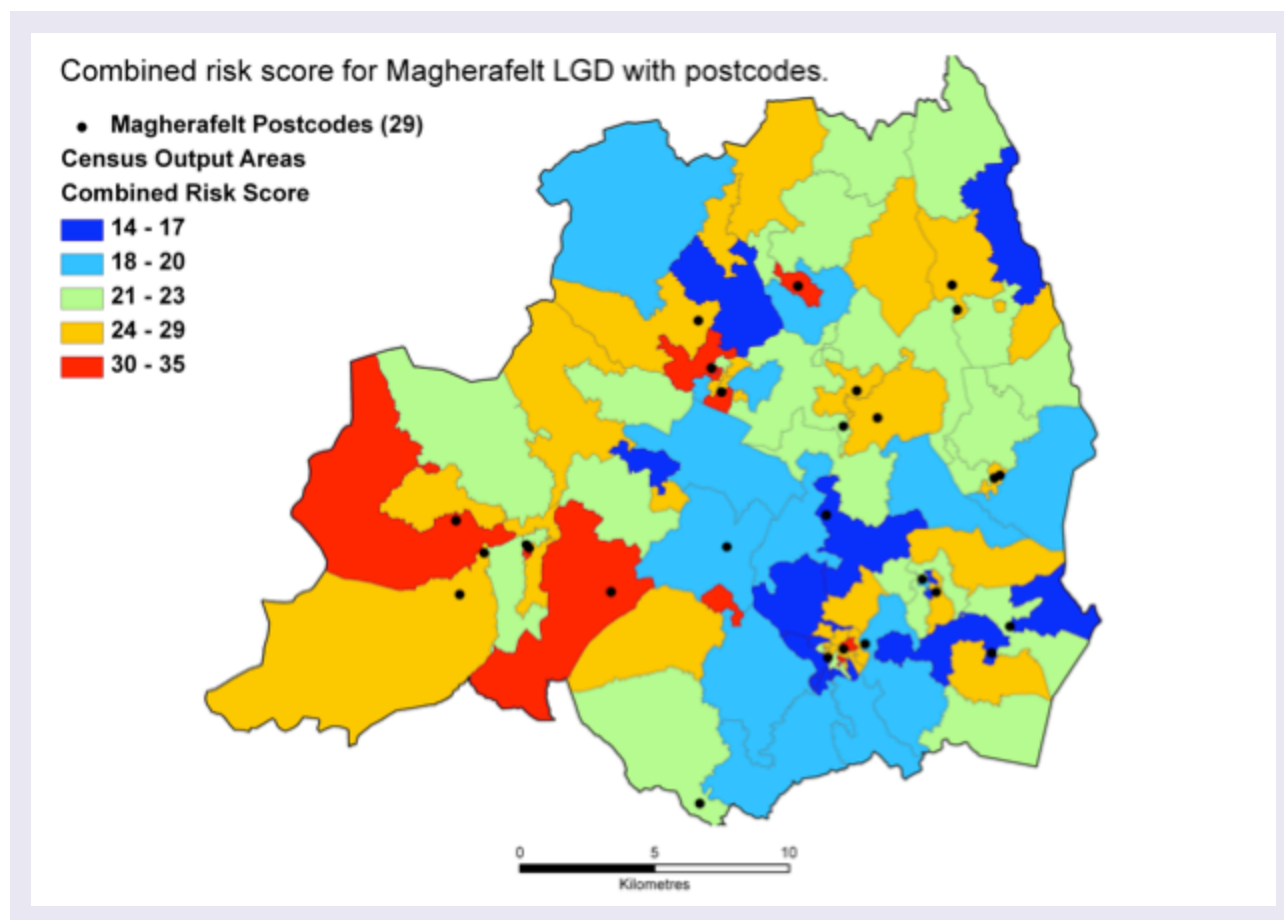 Combined risk score for Magherafelt LGD with postcodes.
Magherafelt Postcodes (29)
Census Output Areas
Combined Risk Score
14 - 17
18 - 20
21 - 23
24 - 29
30 - 35
0 5 10
Kilometres